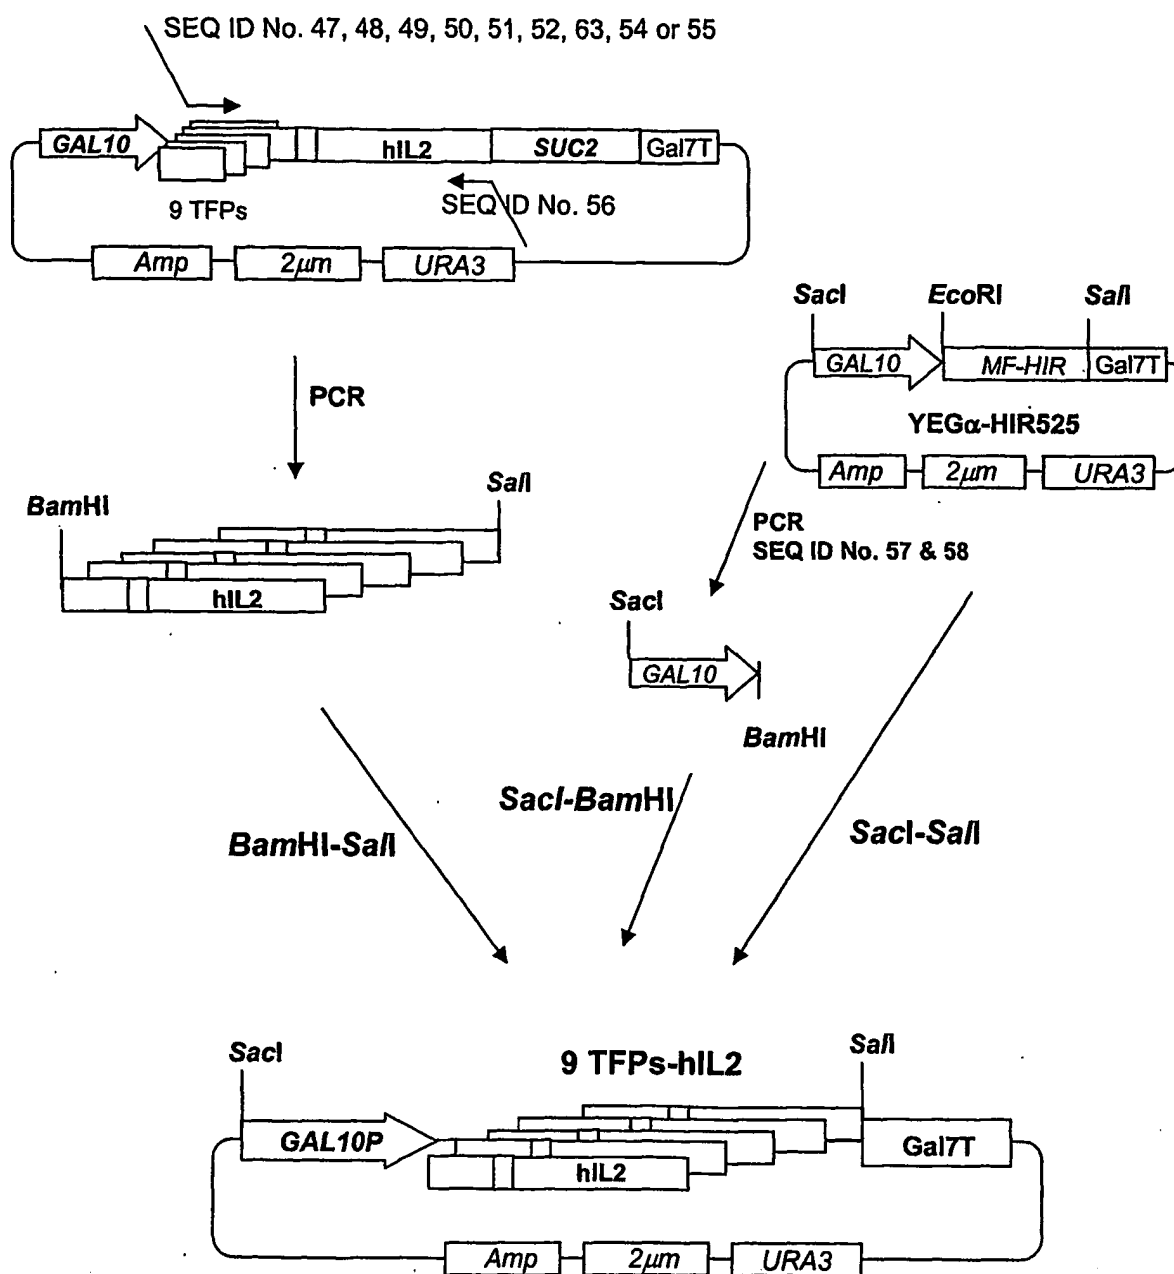 SEQ ID No. 47, 48, 49, 50, 51, 52, 63, 54 or 55
GAL10
hIL2
SUC2
Gal7T
9 TFPs
SEQ ID No. 56
Amp
2μm
URA3
SacI
EcoRI
SalI
GAL10
MF-HIR
Gal7T
YEGα-HIR525
Amp
2μm
URA3
PCR
BamHI
SalI
hIL2
PCR
SEQ ID No. 57 & 58
SacI
GAL10
BamHI
BamHI-SalI
SacI-BamHI
SacI-SalI
9 TFPs-hIL2
SacI
SalI
GAL10P
hIL2
Gal7T
Amp
2μm
URA3